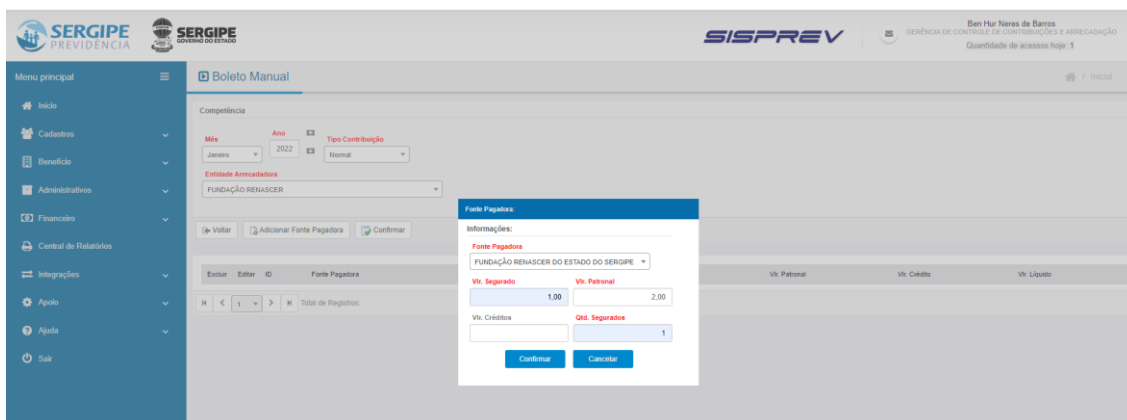 SERGIPE
PREVIDÊNCIA
SERGIPE
GOVERNO DO ESTADO
SISPREV
Ben Hur Neres de Barros
GERÊNCIA DE CONTROLE DE CONTRIBUIÇÕES E ARRECADAÇÃO
Quantidade de acessos hoje: 1
Menu principal
Boleto Manual
/ Inicial
Início
Cadastros
Benefício
Administrativos
Financeiro
Central de Relatórios
Integrações
Apoio
Ajuda
Sair
Competência
Mês Ano Tipo Contribuição
Janeiro 2022 Normal
Entidade Arrecadadora
FUNDAÇÃO RENASCER
Voltar Adicionar Fonte Pagadora Confirmar
Excluir Editar ID Fonte Pagadora Vlr. Patronal Vlr. Crédito Vlr. Líquido
1 Total de Registros:
Fonte Pagadora
Informações:
Fonte Pagadora
FUNDAÇÃO RENASCER DO ESTADO DO SERGIPE
Vlr. Segurado Vlr. Patronal
1,00 2,00
Vlr. Créditos Qtd. Segurados
1
Confirmar Cancelar